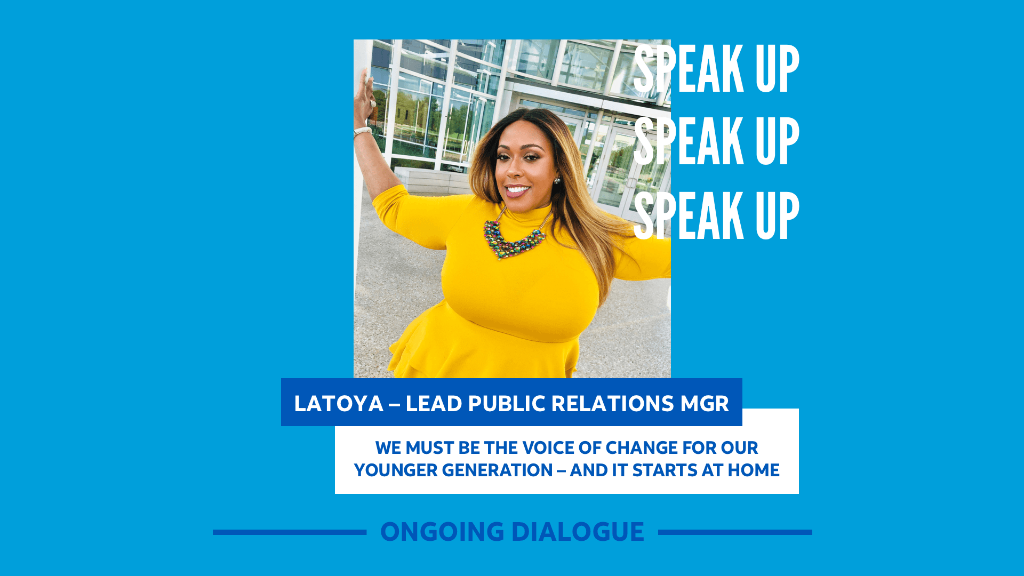 SPEAK UP
SPEAK UP
SPEAK UP
LATOYA – LEAD PUBLIC RELATIONS MGR
WE MUST BE THE VOICE OF CHANGE FOR OUR
YOUNGER GENERATION – AND IT STARTS AT HOME
ONGOING DIALOGUE